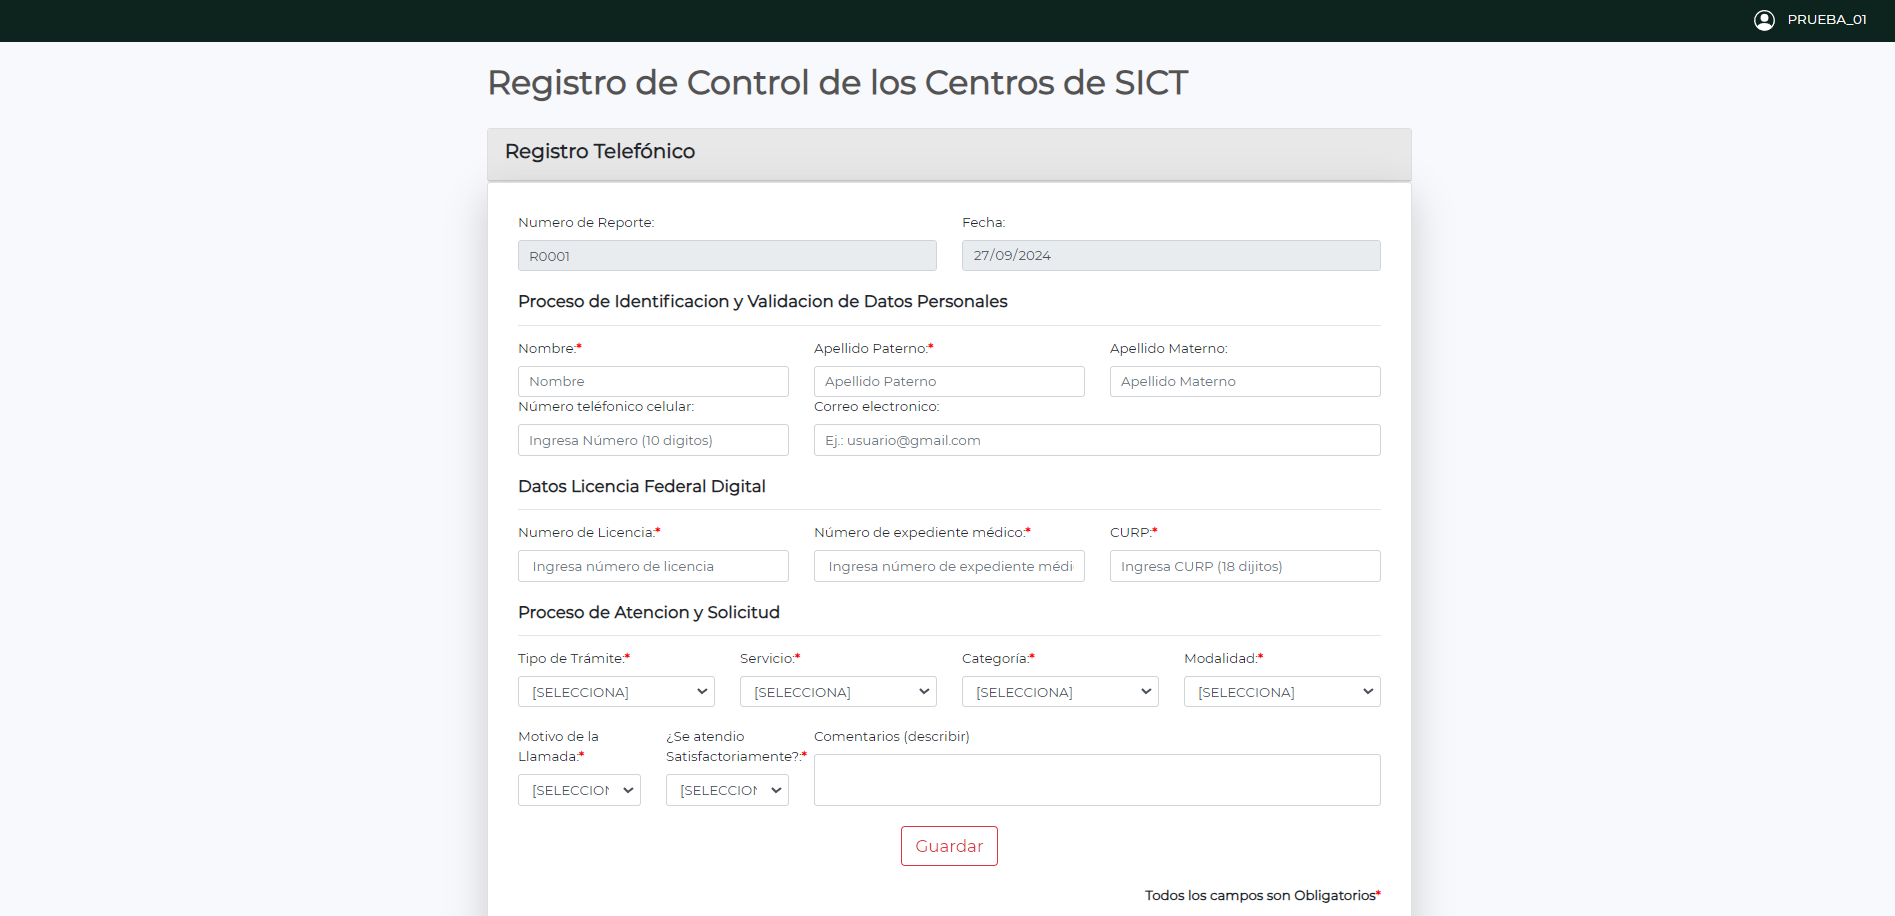 PRUEBA_01
Registro de Control de los Centros de SICT
Registro Telefónico
Numero de Reporte: Fecha:
R0001 27/09/2024
Proceso de Identificacion y Validacion de Datos Personales
Nombre:* Apellido Paterno:* Apellido Materno:
Nombre Apellido Paterno Apellido Materno
Número teléfonico celular: Correo electronico:
Ingresa Número (10 digitos) Ej.: usuario@gmail.com
Datos Licencia Federal Digital
Numero de Licencia:* Número de expediente médico:* CURP:*
Ingresa número de licencia Ingresa número de expediente médi Ingresa CURP (18 dijitos)
Proceso de Atencion y Solicitud
Tipo de Trámite:* Servicio:* Categoría:* Modalidad:*
[SELECCIONA] [SELECCIONA] [SELECCIONA] [SELECCIONA]
Motivo de la ¿Se atendio Comentarios (describir)
Llamada:* Satisfactoriamente?:*
[SELECCION [SELECCION
Guardar
Todos los campos son Obligatorios*